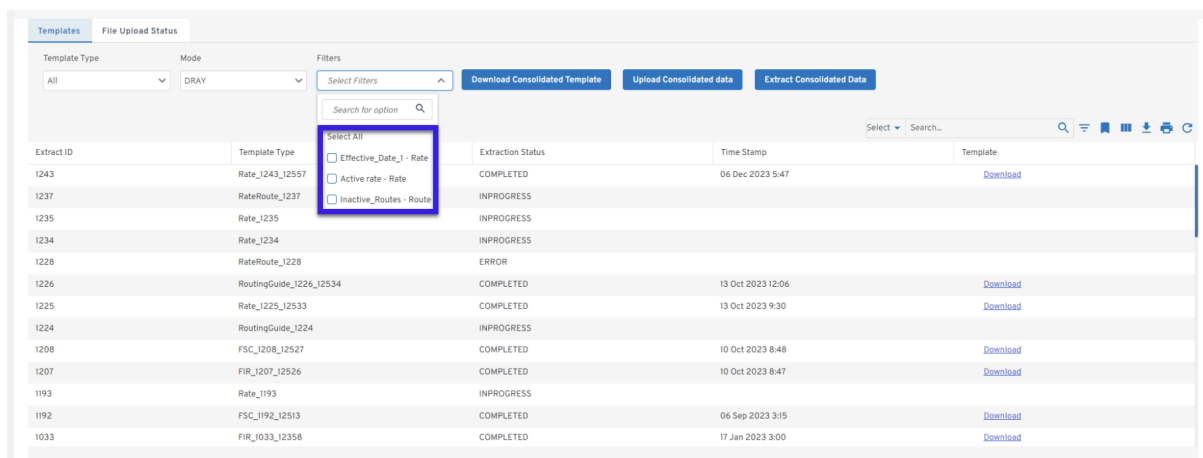 Templates File Upload Status
Template Type Mode Filters
All DRAY Select Filters Download Consolidated Template Upload Consolidated data Extract Consolidated Data
Search for option
Select All
Effective_Date_1 - Rate
Active rate - Rate
Inactive_Routes - Route
Select Search...
Extract ID Template Type Extraction Status Time Stamp Template
1243 Rate_1243_12557 COMPLETED 06 Dec 2023 5:47 Download
1237 RateRoute_1237 INPROGRESS
1235 Rate_1235 INPROGRESS
1234 Rate_1234 INPROGRESS
1228 RateRoute_1228 ERROR
1226 RoutingGuide_1226_12534 COMPLETED 13 Oct 2023 12:06 Download
1225 Rate_1225_12533 COMPLETED 13 Oct 2023 9:30 Download
1224 RoutingGuide_1224 INPROGRESS
1208 FSC_1208_12527 COMPLETED 10 Oct 2023 8:48 Download
1207 FIR_1207_12526 COMPLETED 10 Oct 2023 8:47 Download
1193 Rate_1193 INPROGRESS
1192 FSC_1192_12513 COMPLETED 06 Sep 2023 3:15 Download
1033 FIR_1033_12358 COMPLETED 17 Jan 2023 3:00 Download